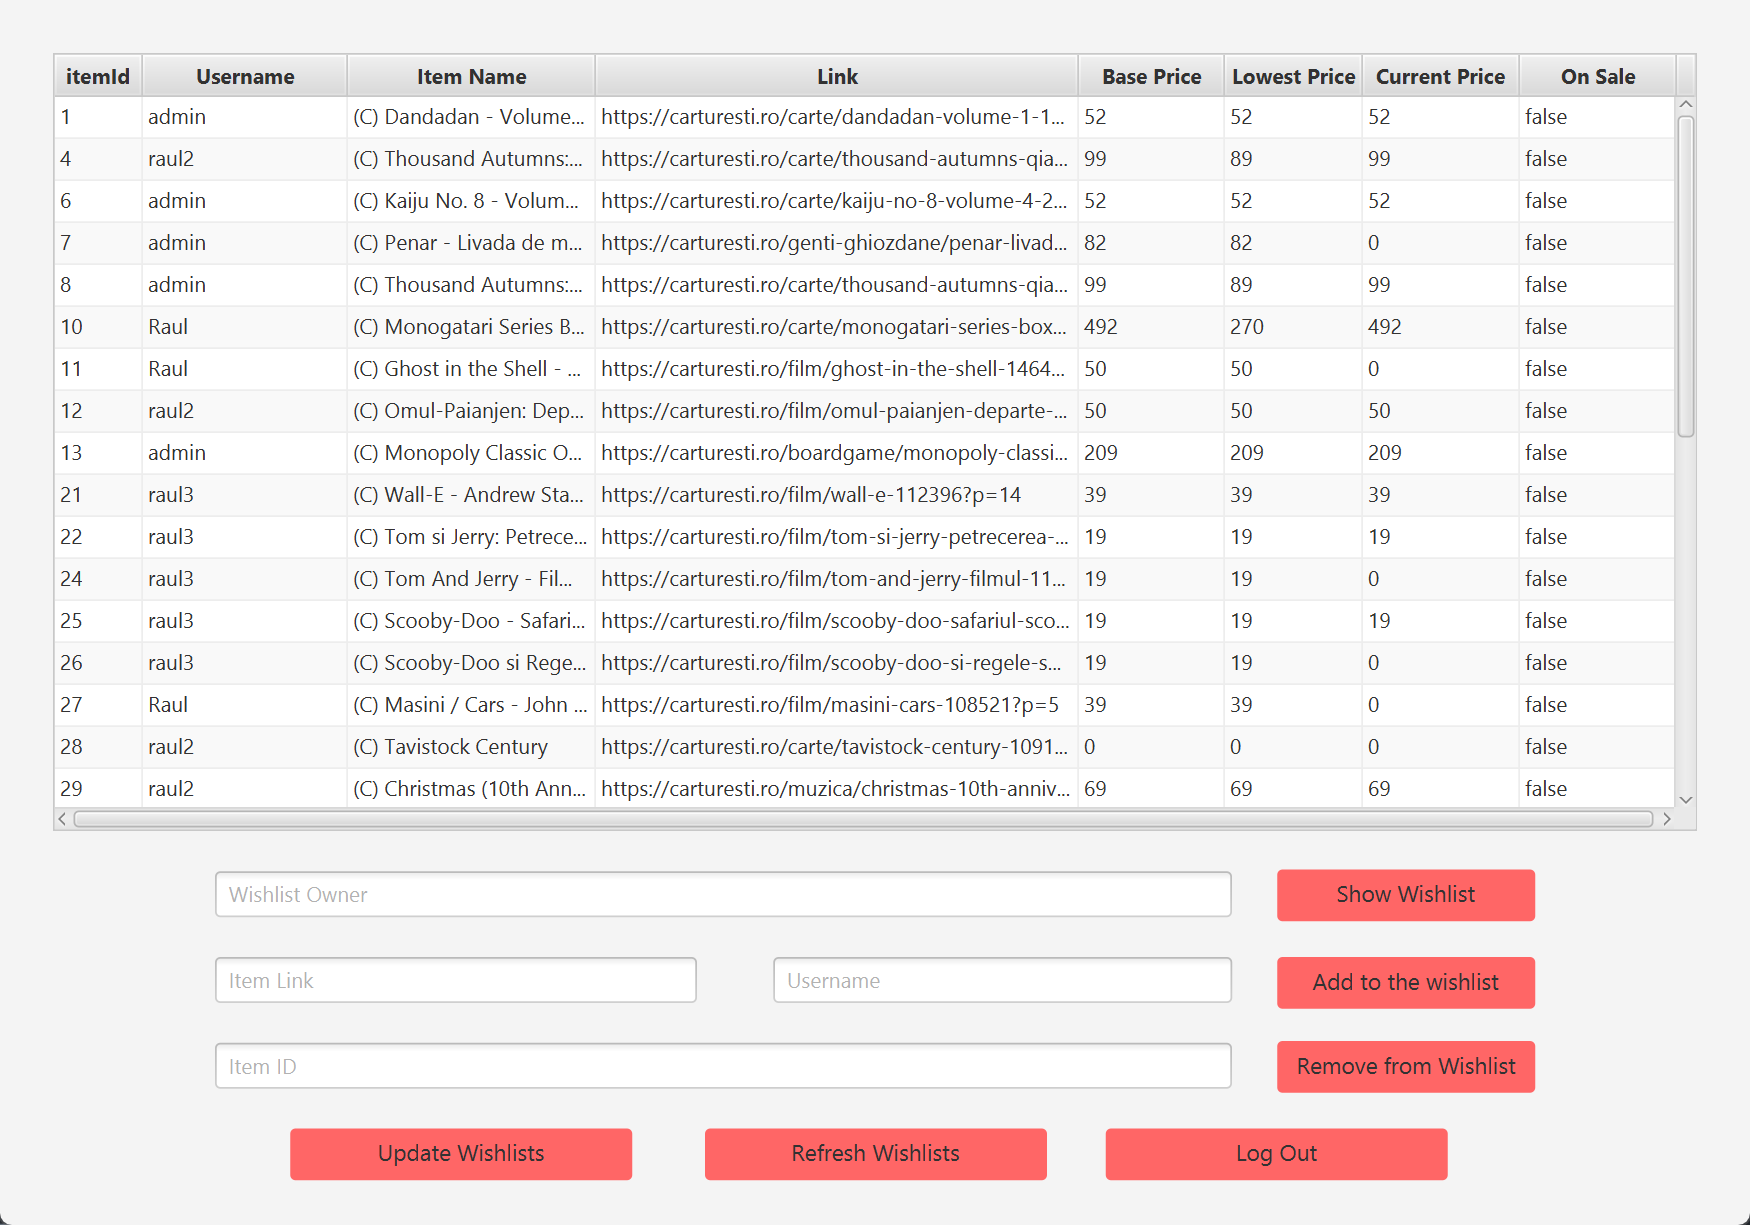 itemId Username Item Name Link Base Price Lowest Price Current Price On Sale
1 admin (C) Dandadan - Volume... https://carturesti.ro/carte/dandadan-volume-1-1... 52 52 52 false
4 raul2 (C) Thousand Autumns:... https://carturesti.ro/carte/thousand-autumns-qia... 99 89 99 false
6 admin (C) Kaiju No. 8 - Volum... https://carturesti.ro/carte/kaiju-no-8-volume-4-2... 52 52 52 false
7 admin (C) Penar - Livada de m... https://carturesti.ro/genti-ghiozdane/penar-livad... 82 82 0 false
8 admin (C) Thousand Autumns:... https://carturesti.ro/carte/thousand-autumns-qia... 99 89 99 false
10 Raul (C) Monogatari Series B... https://carturesti.ro/carte/monogatari-series-box... 492 270 492 false
11 Raul (C) Ghost in the Shell - ... https://carturesti.ro/film/ghost-in-the-shell-1464... 50 50 0 false
12 raul2 (C) Omul-Paianjen: Dep... https://carturesti.ro/film/omul-paianjen-departe-... 50 50 50 false
13 admin (C) Monopoly Classic O... https://carturesti.ro/boardgame/monopoly-classi... 209 209 209 false
21 raul3 (C) Wall-E - Andrew Sta... https://carturesti.ro/film/wall-e-112396?p=14 39 39 39 false
22 raul3 (C) Tom si Jerry: Petrece... https://carturesti.ro/film/tom-si-jerry-petrecerea-... 19 19 19 false
24 raul3 (C) Tom And Jerry - Fil... https://carturesti.ro/film/tom-and-jerry-filmul-11... 19 19 0 false
25 raul3 (C) Scooby-Doo - Safari... https://carturesti.ro/film/scooby-doo-safariul-sco... 19 19 19 false
26 raul3 (C) Scooby-Doo si Rege... https://carturesti.ro/film/scooby-doo-si-regele-s... 19 19 0 false
27 Raul (C) Masini / Cars - John ... https://carturesti.ro/film/masini-cars-108521?p=5 39 39 0 false
28 raul2 (C) Tavistock Century https://carturesti.ro/carte/tavistock-century-1091... 0 0 0 false
29 raul2 (C) Christmas (10th Ann... https://carturesti.ro/muzica/christmas-10th-anniv... 69 69 69 false
Wishlist Owner Show Wishlist
Item Link Username Add to the wishlist
Item ID Remove from Wishlist
Update Wishlists Refresh Wishlists Log Out